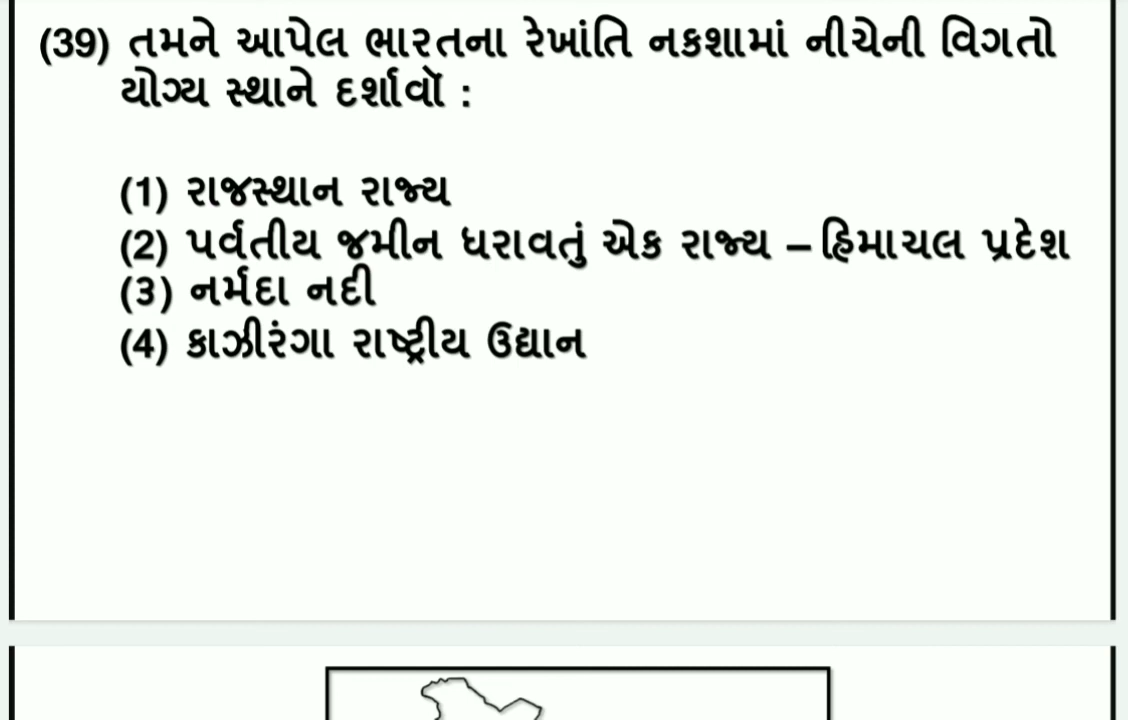 (39) તમને આપેલ ભારતના રેખાંતિ નકશામાં નીચેની વિગતો
યોગ્ય સ્થાને દર્શાવૉ :
(1) રાજસ્થાન રાજ્ય
(2) પર્વતીય જમીન ધરાવતું એક રાજ્ય – હિમાચલ પ્રદેશ
(૩) નર્મદા નદી
(4) કાઝીરંગા રાષ્ટ્રીય ઉદ્યાન